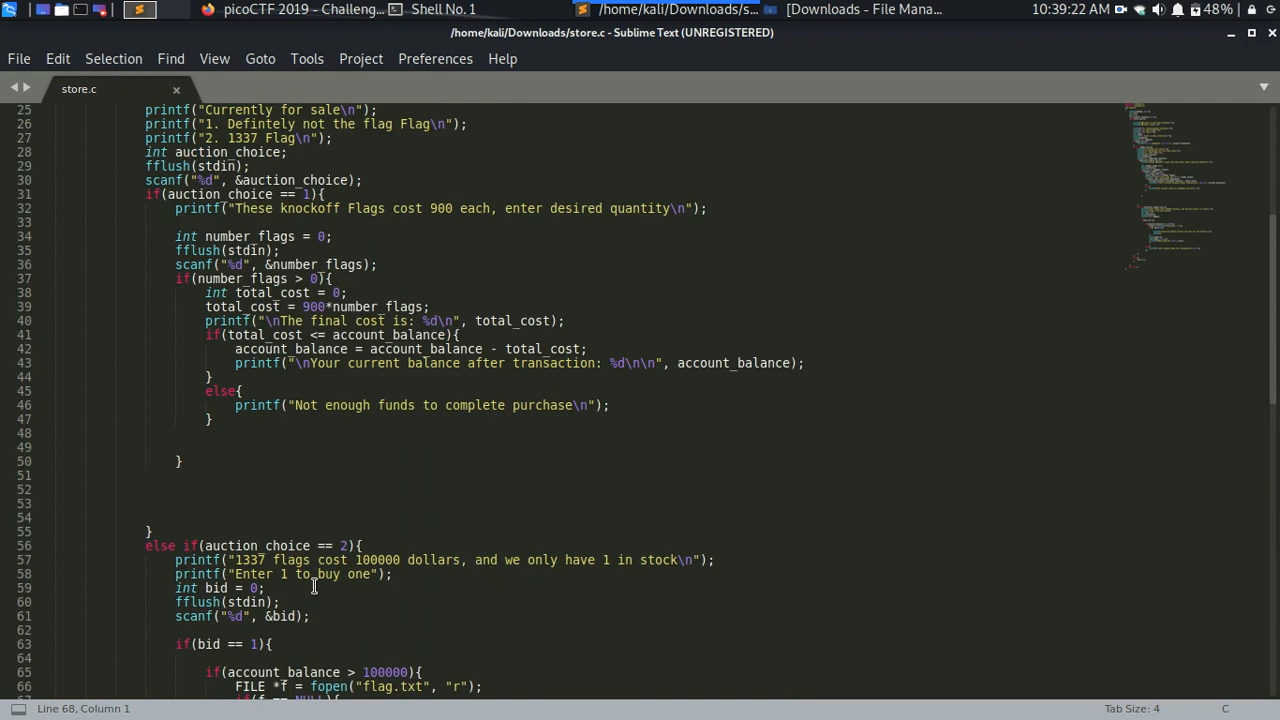 picoCTF 2019 - Challeng…
Shell No. 1
/home/kali/Downloads/s…
[Downloads - File Mana…
10:39:22 AM
48%
/home/kali/Downloads/store.c - Sublime Text (UNREGISTERED)
File Edit Selection Find View Goto Tools Project Preferences Help
store.c
25 printf("Currently for sale\n");
26 printf("1. Defintely not the flag Flag\n");
27 printf("2. 1337 Flag\n");
28 int auction_choice;
29 fflush(stdin);
30 scanf("%d", &auction_choice);
31 if(auction_choice == 1){
32 printf("These knockoff Flags cost 900 each, enter desired quantity\n");
33
34 int number_flags = 0;
35 fflush(stdin);
36 scanf("%d", &number_flags);
37 if(number_flags > 0){
38 int total_cost = 0;
39 total_cost = 900*number_flags;
40 printf("\nThe final cost is: %d\n", total_cost);
41 if(total_cost <= account_balance){
42 account_balance = account_balance - total_cost;
43 printf("\nYour current balance after transaction: %d\n\n", account_balance);
44 }
45 else{
46 printf("Not enough funds to complete purchase\n");
47 }
48
49
50 }
51
52
53
54
55 }
56 else if(auction_choice == 2){
57 printf("1337 flags cost 100000 dollars, and we only have 1 in stock\n");
58 printf("Enter 1 to buy one");
59 int bid = 0;
60 fflush(stdin);
61 scanf("%d", &bid);
62
63 if(bid == 1){
64
65 if(account_balance > 100000){
66 FILE *f = fopen("flag.txt", "r");
67 if(f == NULL){
Line 68, Column 1
Tab Size: 4
C